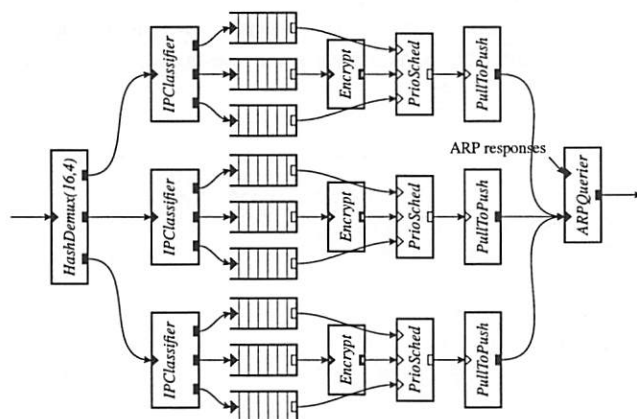 HashDemux(16,4)
IPClassifier
Encrypt
PrioSched
PullToPush
IPClassifier
Encrypt
PrioSched
PullToPush
IPClassifier
Encrypt
PrioSched
PullToPush
ARP responses
ARPQuerier